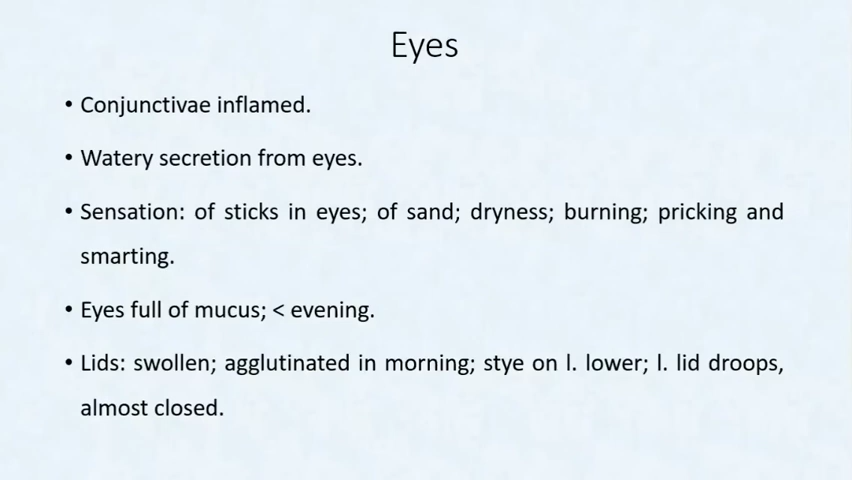 Eyes
• Conjunctivae inflamed.
• Watery secretion from eyes.
• Sensation: of sticks in eyes; of sand; dryness; burning; pricking and
smarting.
• Eyes full of mucus; < evening.
• Lids: swollen; agglutinated in morning; stye on l. lower; l. lid droops,
almost closed.